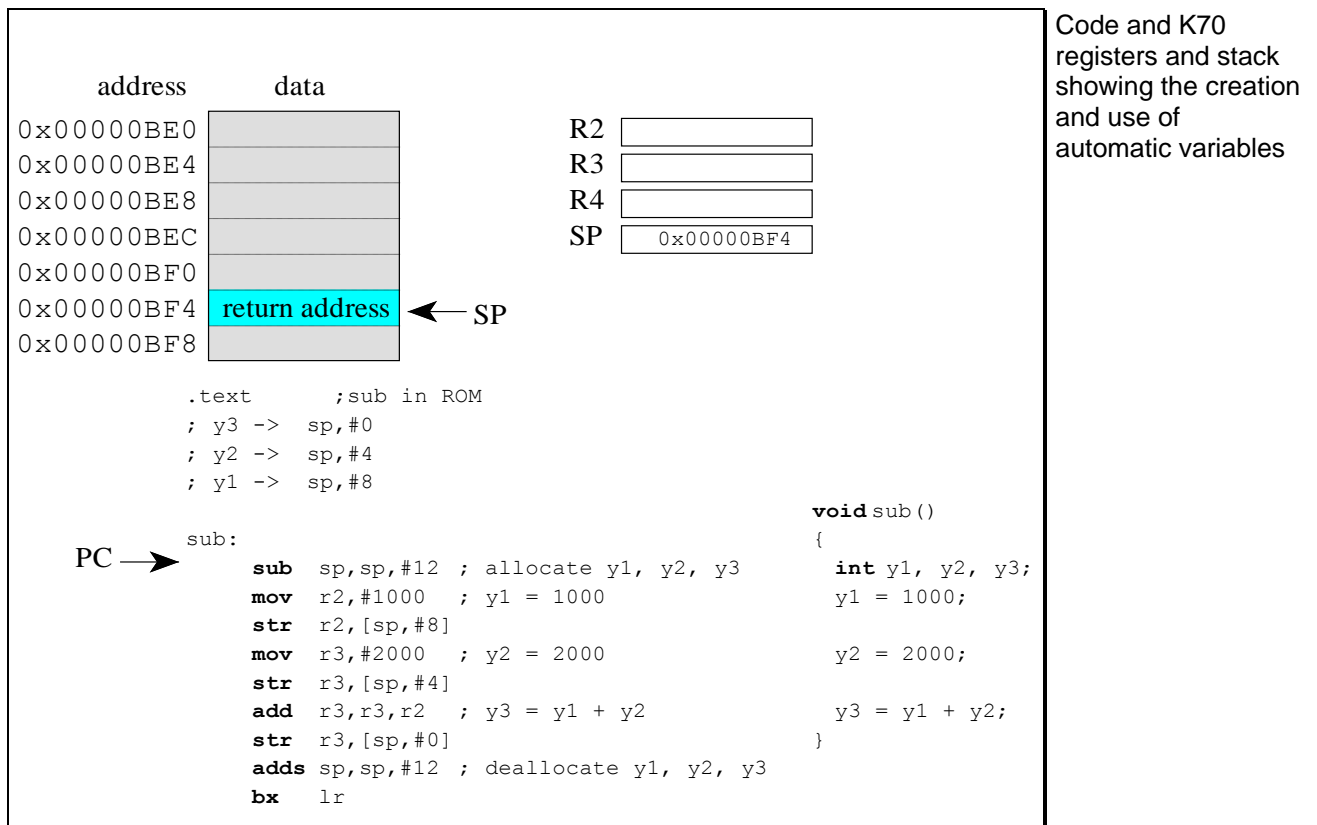 address data
0x00000BE0
0x00000BE4
0x00000BE8
0x00000BEC
0x00000BF0
0x00000BF4 return address SP
0x00000BF8
R2
R3
R4
SP 0x00000BF4
Code and K70
registers and stack
showing the creation
and use of
automatic variables
.text ;sub in ROM
; y3 -> sp,#0
; y2 -> sp,#4
; y1 -> sp,#8
sub:
PC
sub sp,sp,#12 ; allocate y1, y2, y3
mov r2,#1000 ; y1 = 1000
str r2,[sp,#8]
mov r3,#2000 ; y2 = 2000
str r3,[sp,#4]
add r3,r3,r2 ; y3 = y1 + y2
str r3,[sp,#0]
adds sp,sp,#12 ; deallocate y1, y2, y3
bx lr
void sub()
{
int y1, y2, y3;
y1 = 1000;
y2 = 2000;
y3 = y1 + y2;
}